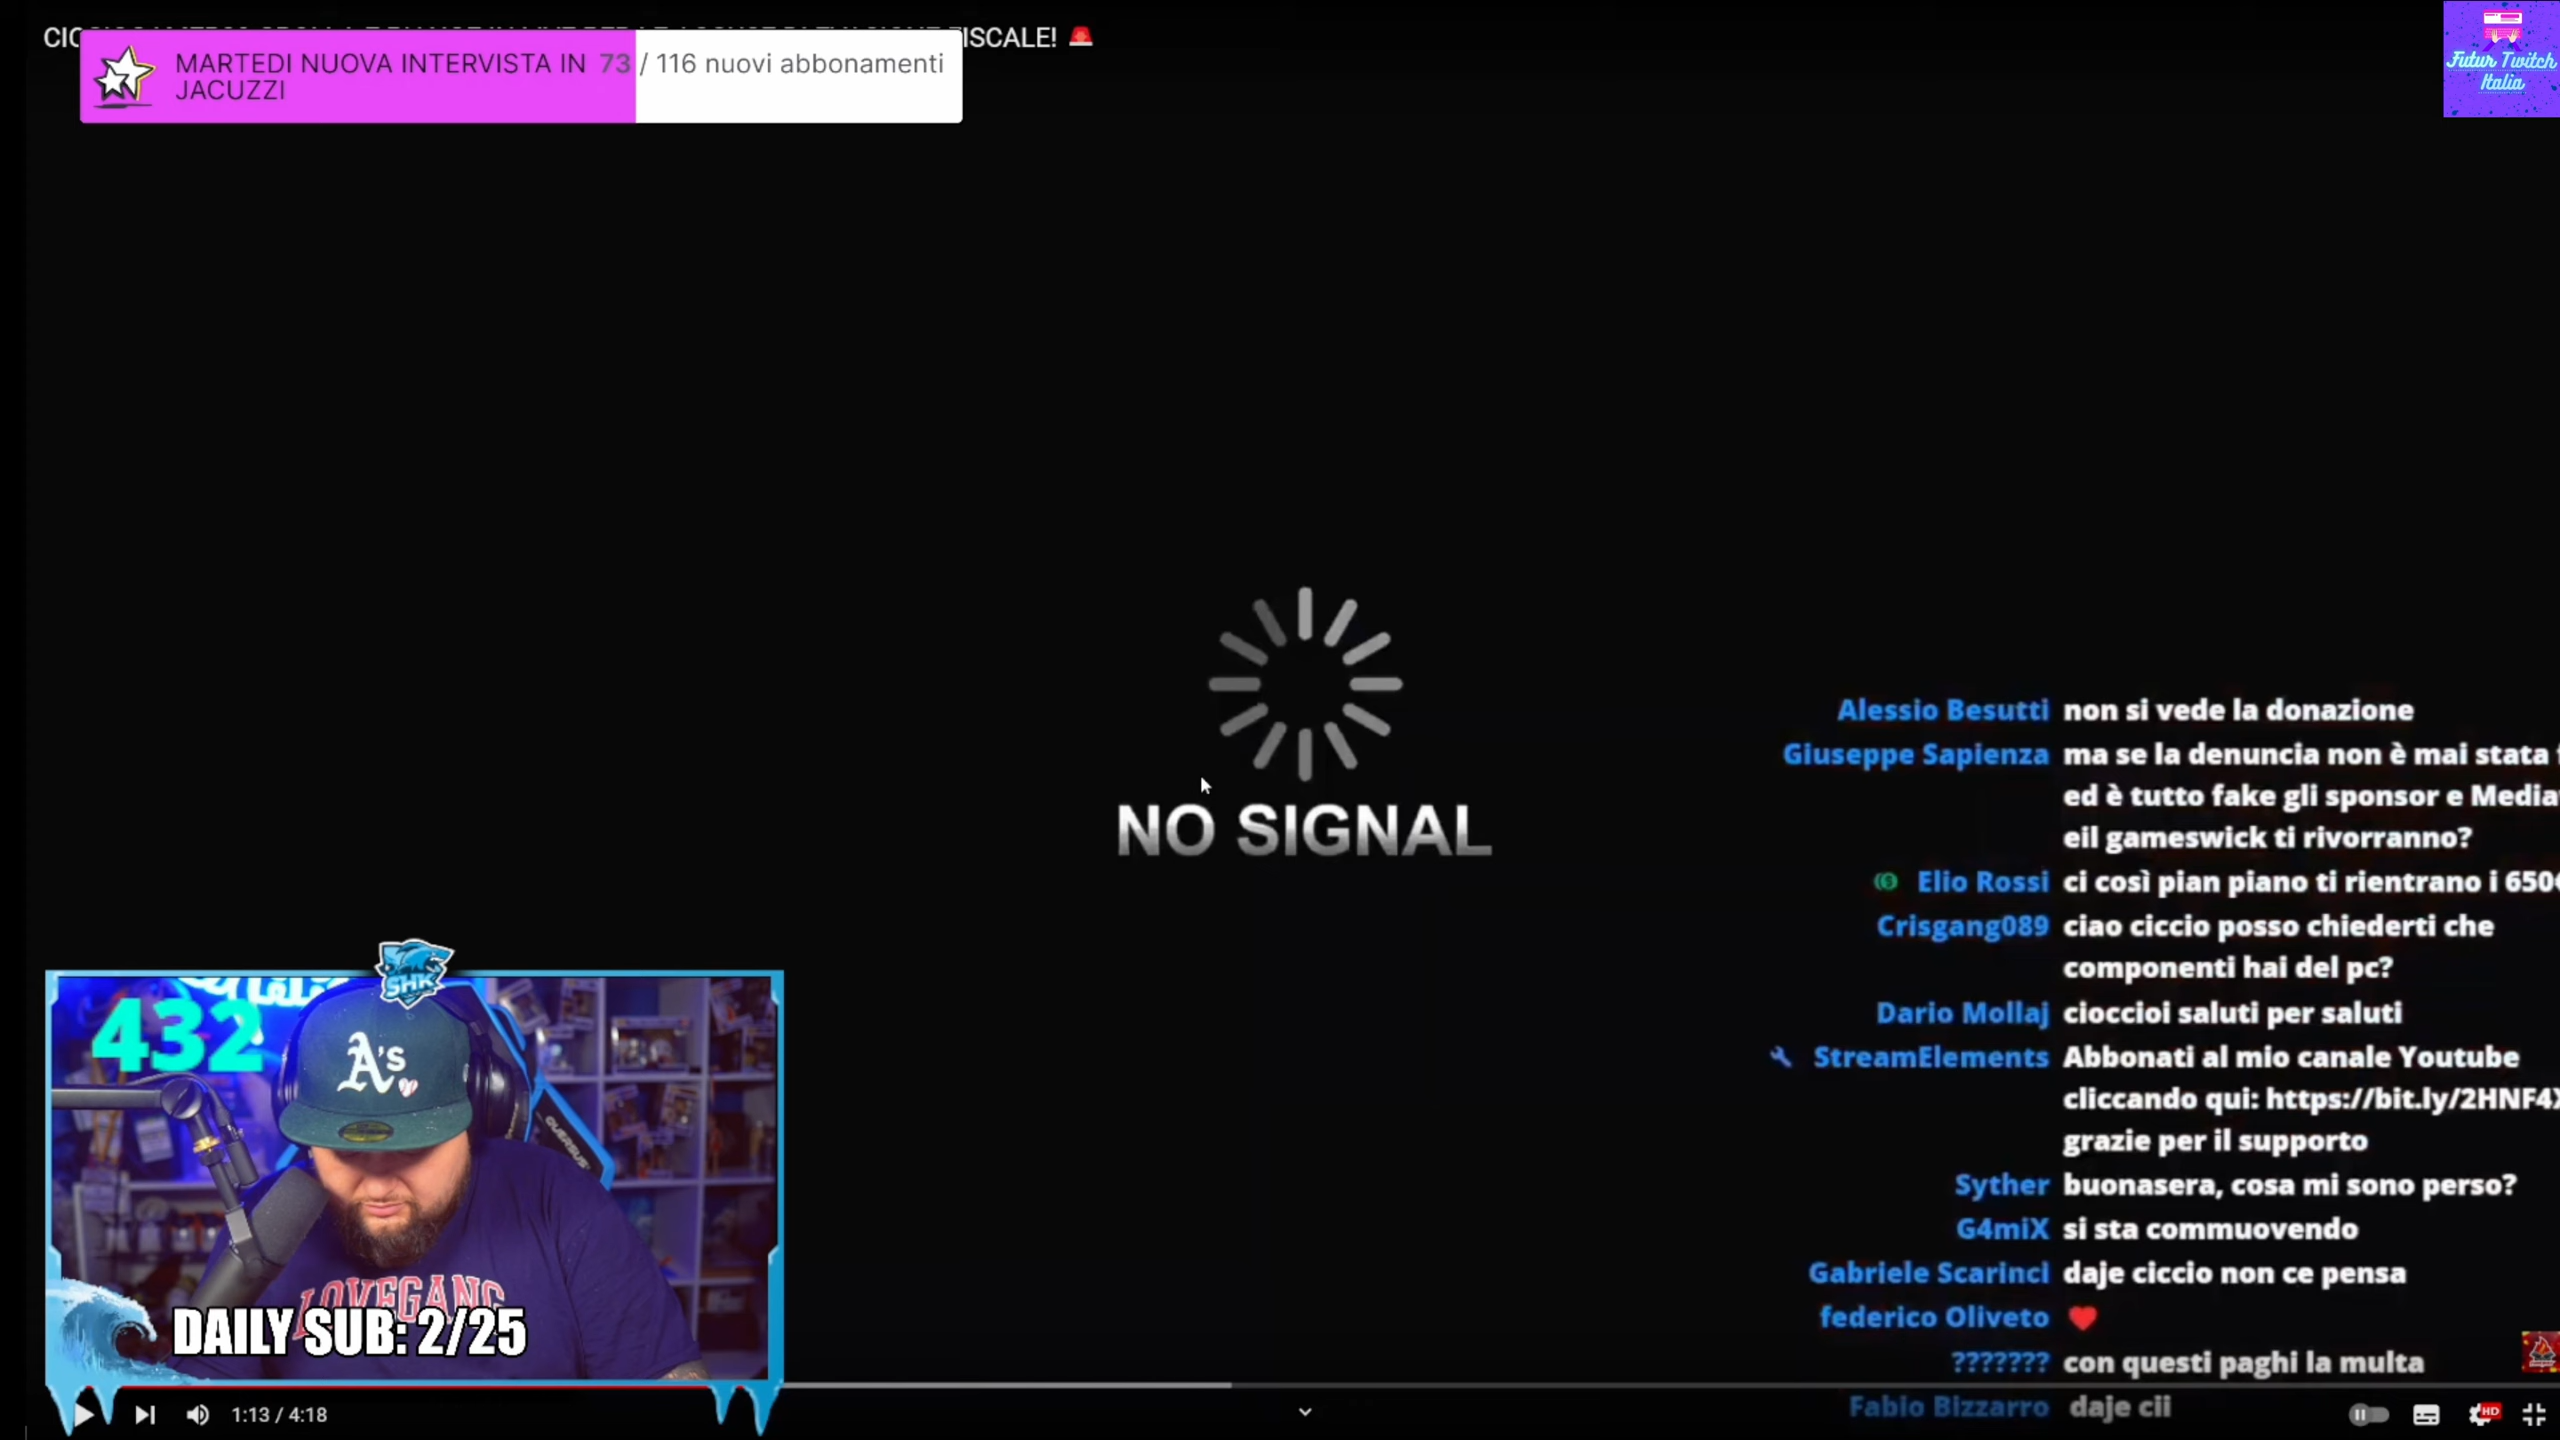 ISCALE!
MARTEDI NUOVA INTERVISTA IN 73 / 116 nuovi abbonamenti
JACUZZI
Futur Twitch
Italia
NO SIGNAL
Alessio Besutti non si vede la donazione
Giuseppe Sapienza ma se la denuncia non è mai stata
ed è tutto fake gli sponsor e Media
eil gameswick ti rivorranno?
Elio Rossi ci così pian piano ti rientrano i 650
Crisgang089 ciao ciccio posso chiederti che
componenti hai del pc?
Dario Mollaj cioccioi saluti per saluti
StreamElements Abbonati al mio canale Youtube
cliccando qui: https://bit.ly/2HNF4
grazie per il supporto
Syther buonasera, cosa mi sono perso?
G4miX si sta commuovendo
Gabriele Scarinci daje ciccio non ce pensa
federico Oliveto
??????? con questi paghi la multa
Fabio Bizzarro daje cii
SHK
432
A's
OVERSUS
LOVEGANG
DAILY SUB: 2/25
1:13 / 4:18
HD